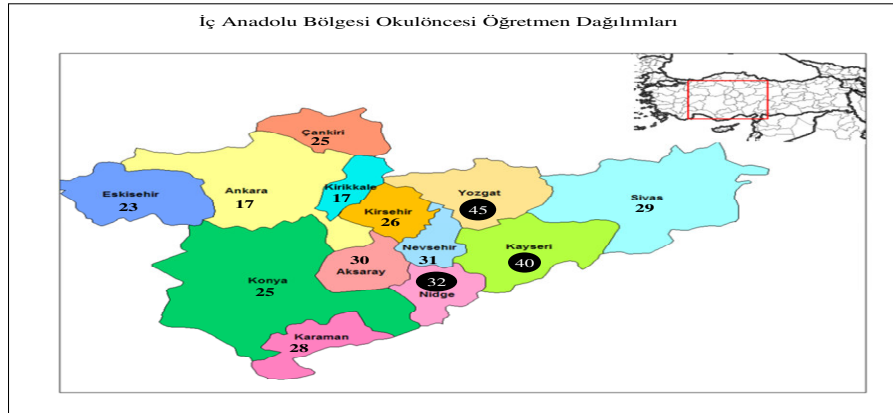 İç Anadolu Bölgesi Okulöncesi Öğretmen Dağılımları
Çankiri
25
Eskisehir
23
Ankara
17
Kirikkale
17
Kirsehir
26
Yozgat
45
Sivas
29
Nevsehir
31
Kayseri
40
30
Aksaray
32
Nidge
Konya
25
Karaman
28